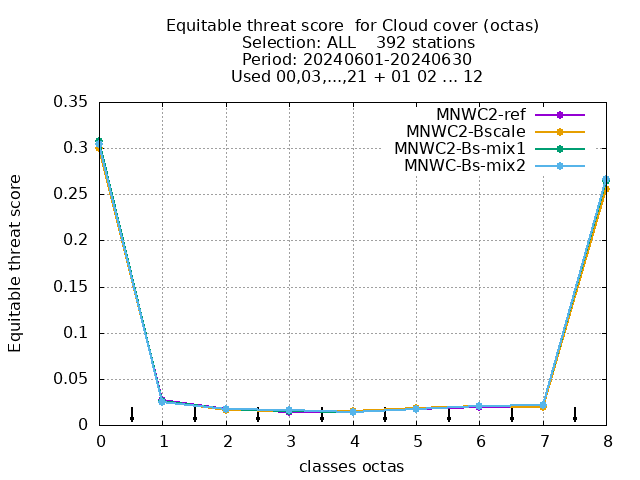 Equitable threat score  for Cloud cover (octas)
Selection: ALL    392 stations
Period: 20240601-20240630
Used 00,03,...,21 + 01 02 ... 12
MNWC2-ref
MNWC2-Bscale
MNWC2-Bs-mix1
MNWC-Bs-mix2
Equitable threat score
0.35
0.3
0.25
0.2
0.15
0.1
0.05
0
0 1 2 3 4 5 6 7 8
classes octas